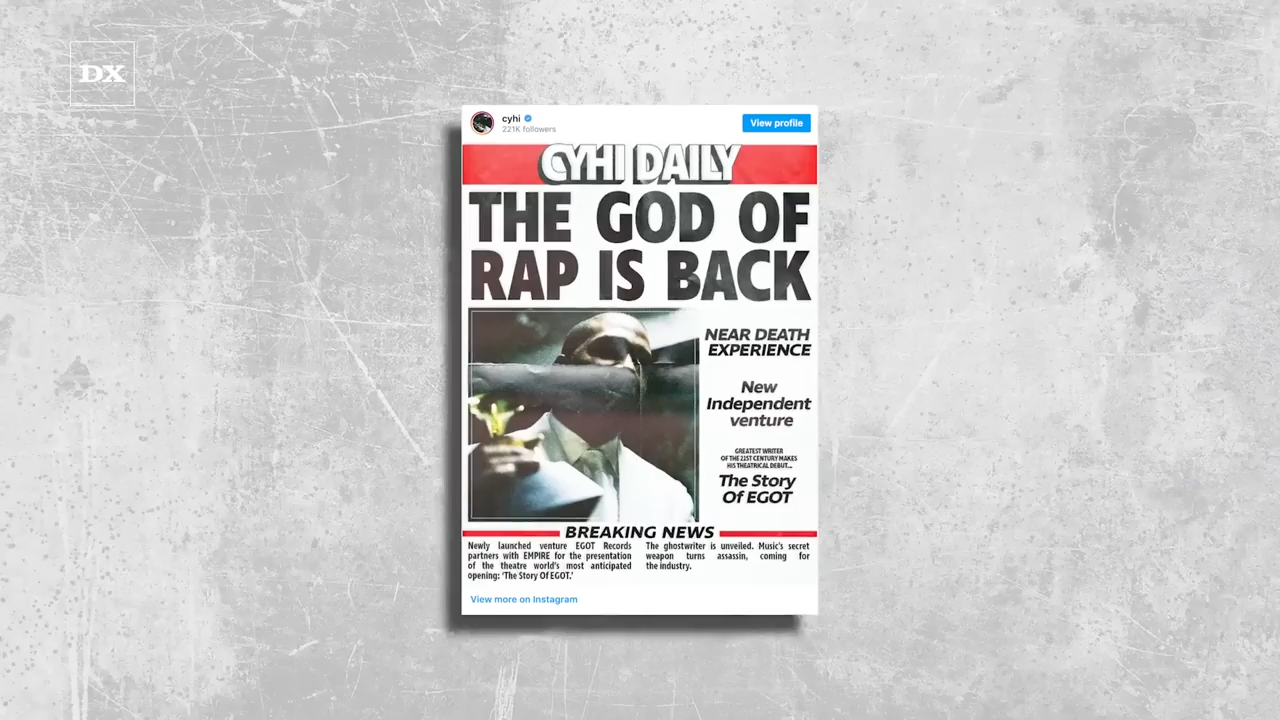 DX
cyhi
221K followers
View profile
CYHI DAILY
THE GOD OF
RAP IS BACK
NEAR DEATH
EXPERIENCE
New
Independent
venture
GREATEST WRITER
OF THE 21ST CENTURY MAKES
HIS THEATRICAL DEBUT...
The Story
Of EGOT
BREAKING NEWS
Newly launched venture EGOT Records
partners with EMPIRE for the presentation
of the theatre world's most anticipated
opening: 'The Story Of EGOT.'
The ghostwriter is unveiled. Music's secret
weapon turns assassin, coming for
the industry.
View more on Instagram